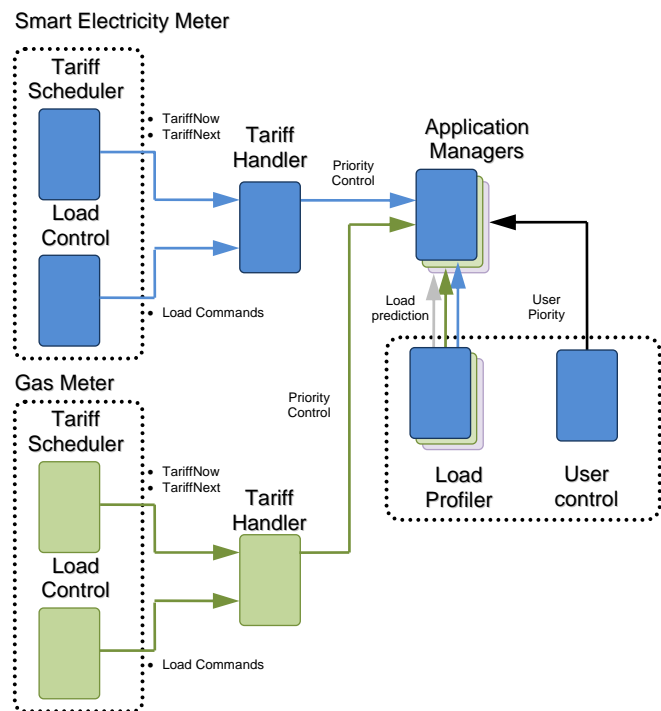 Smart Electricity Meter
Tariff
Scheduler
• TariffNow
• TariffNext
Load
Control
• Load Commands
Tariff
Handler
Priority
Control
Application
Managers
Load
prediction
User
Piority
Load
Profiler
User
control
Gas Meter
Tariff
Scheduler
• TariffNow
• TariffNext
Load
Control
• Load Commands
Tariff
Handler
Priority
Control